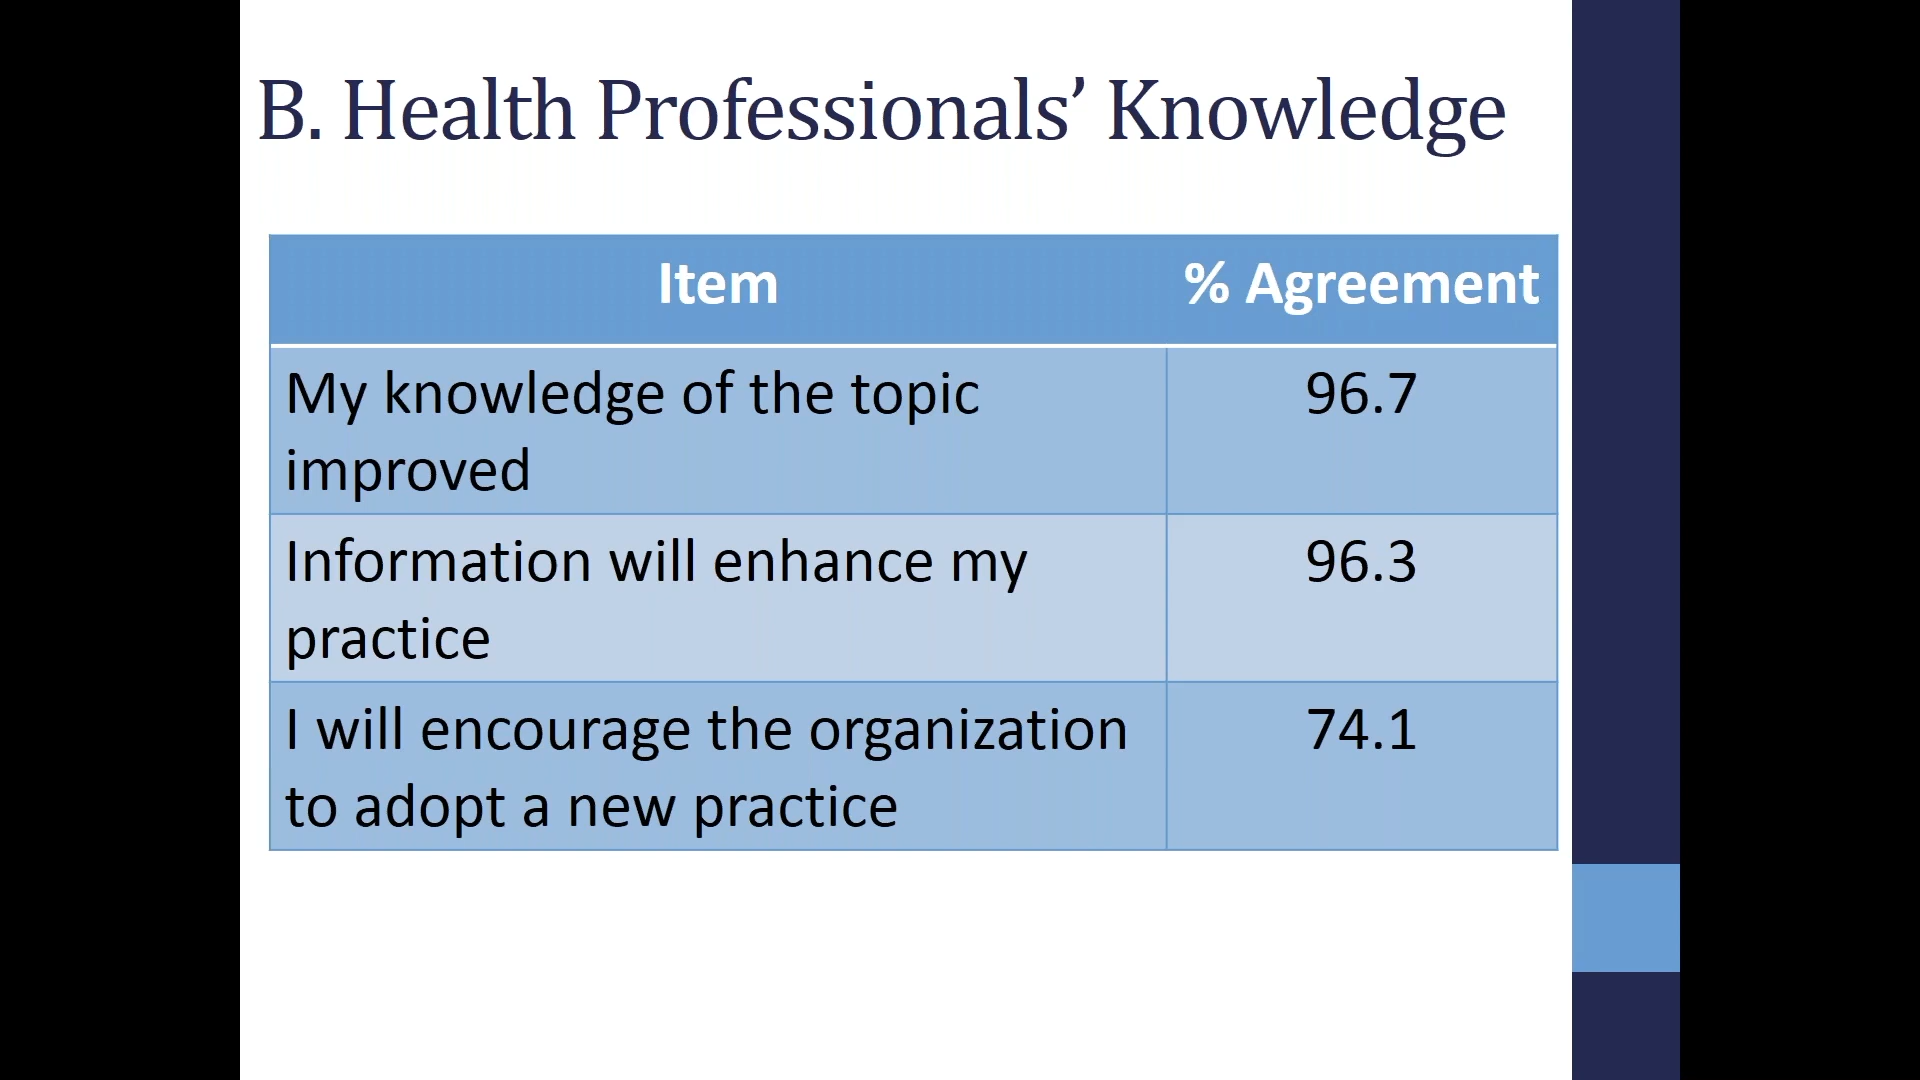 B. Health Professionals’ Knowledge
Item % Agreement
My knowledge of the topic 96.7
improved
Information will enhance my 96.3
practice
I will encourage the organization 74.1
to adopt a new practice